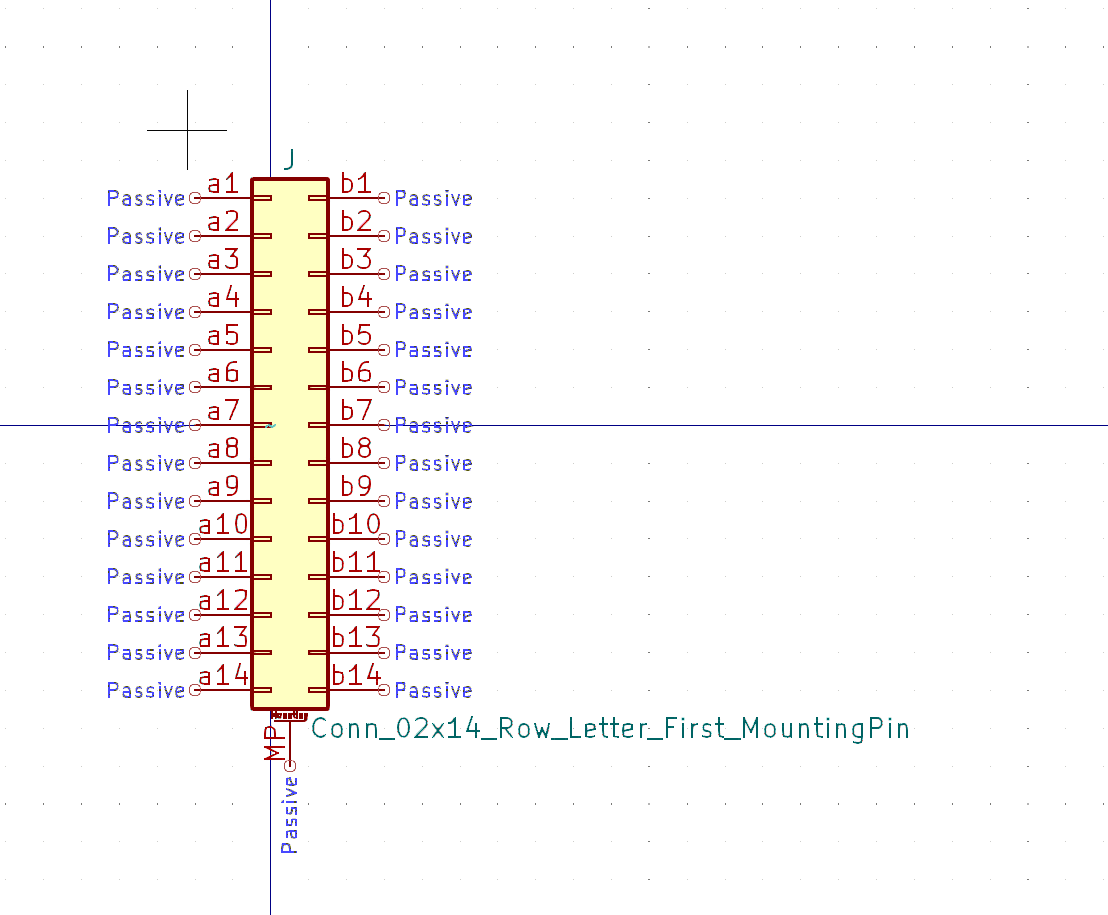 J
Passive a1 b1 Passive
Passive a2 b2 Passive
Passive a3 b3 Passive
Passive a4 b4 Passive
Passive a5 b5 Passive
Passive a6 b6 Passive
Passive a7 b7 Passive
Passive a8 b8 Passive
Passive a9 b9 Passive
Passive a10 b10 Passive
Passive a11 b11 Passive
Passive a12 b12 Passive
Passive a13 b13 Passive
Passive a14 b14 Passive
Mounting
Conn_02x14_Row_Letter_First_MountingPin
MP
Passive